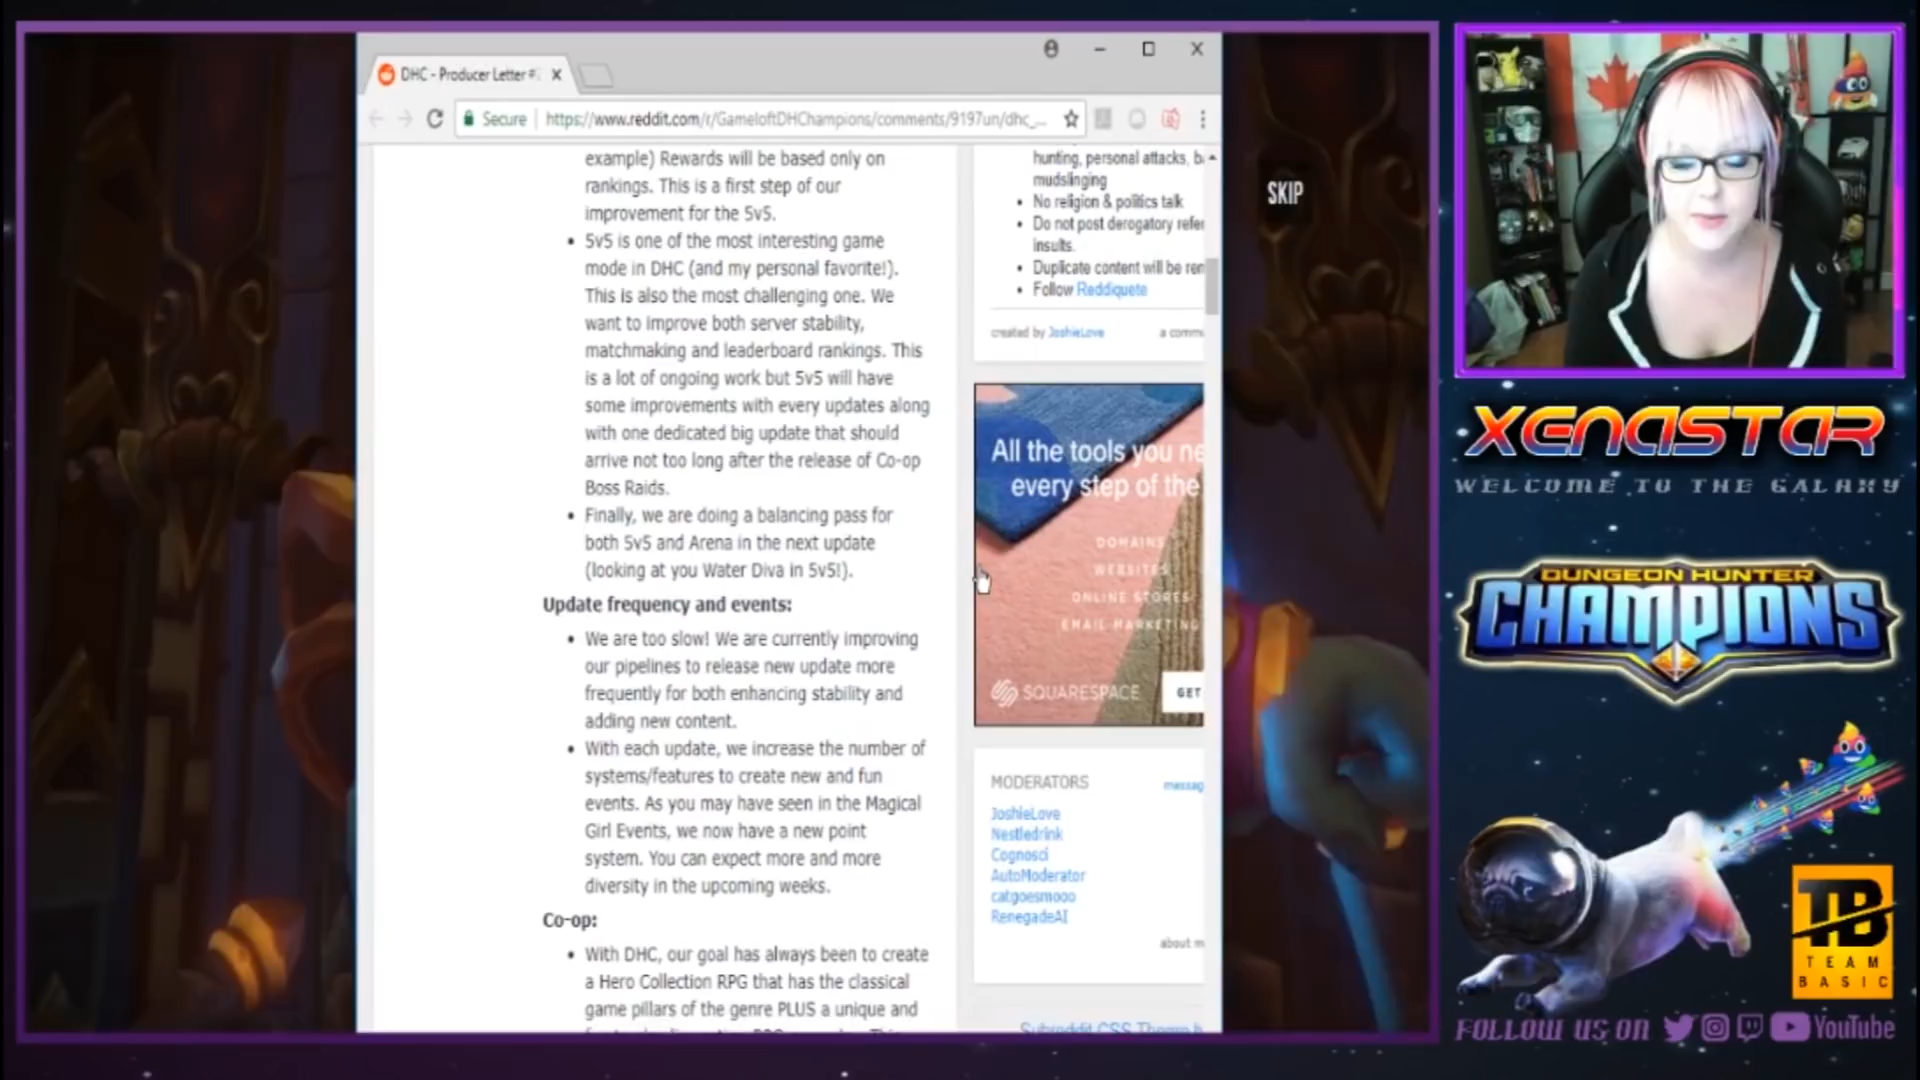 DHC - Producer Letter #
Secure
https://www.reddit.com/r/GameloftDHChampions/comments/9197un/dhc_...
example) Rewards will be based only on
rankings. This is a first step of our
improvement for the 5v5.
5v5 is one of the most interesting game
mode in DHC (and my personal favorite!).
This is also the most challenging one. We
want to improve both server stability,
matchmaking and leaderboard rankings. This
is a lot of ongoing work but 5v5 will have
some improvements with every updates along
with one dedicated big update that should
arrive not too long after the release of Co-op
Boss Raids.
Finally, we are doing a balancing pass for
both 5v5 and Arena in the next update
(looking at you Water Diva in 5v5!).
Update frequency and events:
We are too slow! We are currently improving
our pipelines to release new update more
frequently for both enhancing stability and
adding new content.
With each update, we increase the number of
systems/features to create new and fun
events. As you may have seen in the Magical
Girl Events, we now have a new point
system. You can expect more and more
diversity in the upcoming weeks.
Co-op:
With DHC, our goal has always been to create
a Hero Collection RPG that has the classical
game pillars of the genre PLUS a unique and
hunting, personal attacks, b
mudslinging
No religion & politics talk
Do not post derogatory refe
insults.
Duplicate content will be re
Follow Reddiquete
created by JoshieLove
a comm
All the tools you ne
every step of the
DOMAINS
WEBSITES
ONLINE STORES
EMAIL MARKETING
SQUARESPACE
GET
MODERATORS
messag
JoshieLove
Nestledrink
Cognosci
AutoModerator
catgoesmooo
RenegadeAI
about m
Subreddit CSS Theme b
SKIP
XENASTAR
WELCOME TO THE GALAXY
DUNGEON HUNTER
CHAMPIONS
TB
TEAM
BASIC
FOLLOW US ON
YouTube